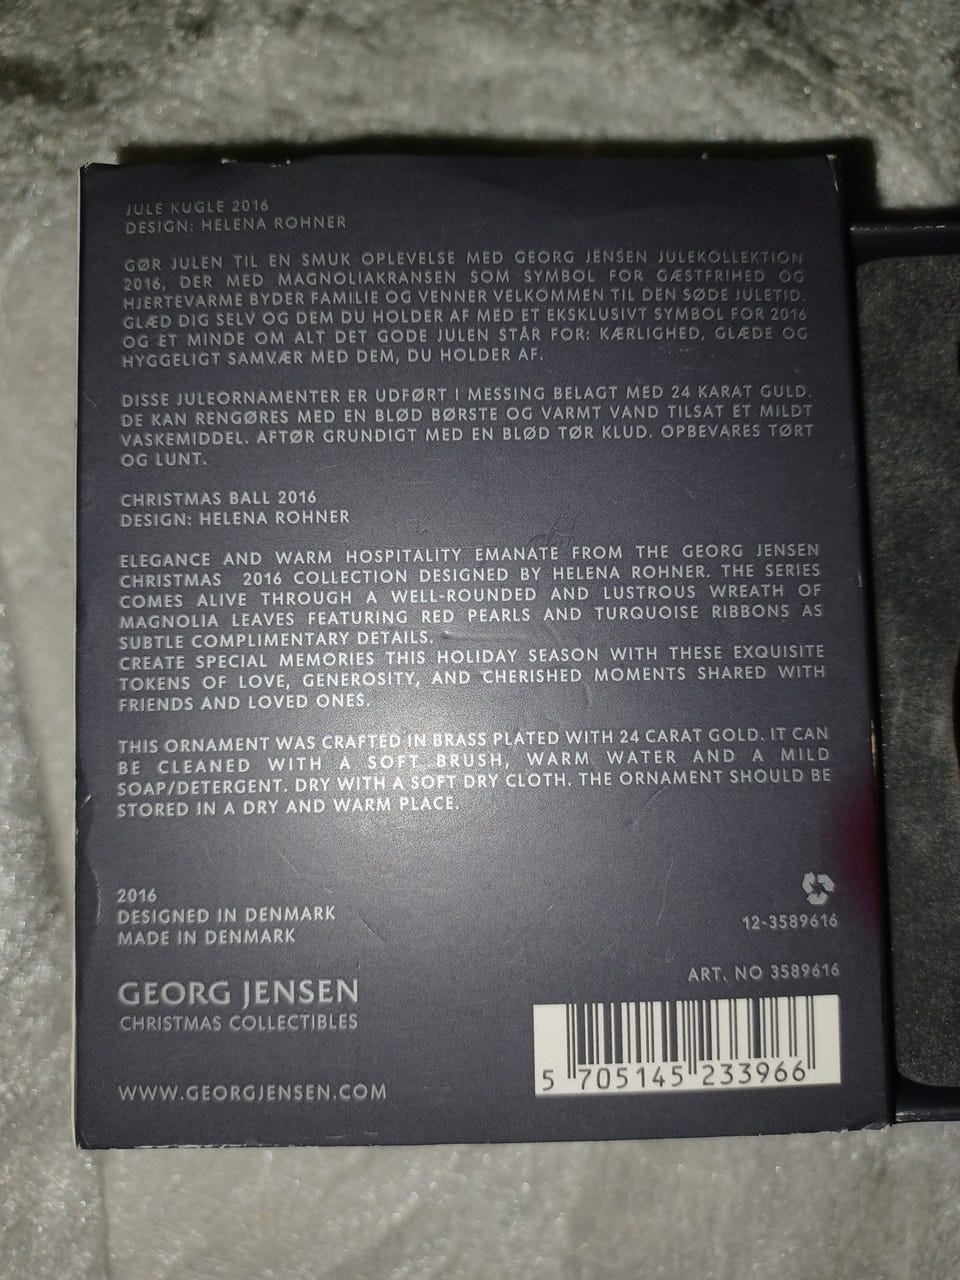 JULE KUGLE 2016
DESIGN: HELENA ROHNER
GØR JULEN TIL EN SMUK OPLEVELSE MED GEORG JENSEN JULEKOLLEKTION
2016, DER MED MAGNOLIAKRANSEN SOM SYMBOL FOR GÆSTFRIHED OG
HJERTEVARME BYDER FAMILIE OG VENNER VELKOMMEN TIL DEN SØDE JULETID.
GLÆD DIG SELV OG DEM DU HOLDER AF MED ET EKSKLUSIVT SYMBOL FOR 2016
OG ET MINDE OM ALT DET GODE JULEN STÅR FOR: KÆRLIGHED, GLÆDE OG
HYGGELIGT SAMVÆR MED DEM, DU HOLDER AF.
DISSE JULEORNAMENTER ER UDFØRT I MESSING BELAGT MED 24 KARAT GULD.
DE KAN RENGØRES MED EN BLØD BØRSTE OG VARMT VAND TILSAT ET MILDT
VASKEMIDDEL. AFTØR GRUNDIGT MED EN BLØD TØR KLUD. OPBEVARES TØRT
OG LUNT.
CHRISTMAS BALL 2016
DESIGN: HELENA ROHNER
ELEGANCE AND WARM HOSPITALITY EMANATE FROM THE GEORG JENSEN
CHRISTMAS 2016 COLLECTION DESIGNED BY HELENA ROHNER. THE SERIES
COMES ALIVE THROUGH A WELL-ROUNDED AND LUSTROUS WREATH OF
MAGNOLIA LEAVES FEATURING RED PEARLS AND TURQUOISE RIBBONS AS
SUBTLE COMPLIMENTARY DETAILS.
CREATE SPECIAL MEMORIES THIS HOLIDAY SEASON WITH THESE EXQUISITE
TOKENS OF LOVE, GENEROSITY, AND CHERISHED MOMENTS SHARED WITH
FRIENDS AND LOVED ONES.
THIS ORNAMENT WAS CRAFTED IN BRASS PLATED WITH 24 CARAT GOLD. IT CAN
BE CLEANED WITH A SOFT BRUSH, WARM WATER AND A MILD
SOAP/DETERGENT. DRY WITH A SOFT DRY CLOTH. THE ORNAMENT SHOULD BE
STORED IN A DRY AND WARM PLACE.
2016
DESIGNED IN DENMARK
MADE IN DENMARK
12-3589616
ART. NO 3589616
GEORG JENSEN
CHRISTMAS COLLECTIBLES
5 705145 233966
WWW.GEORGJENSEN.COM